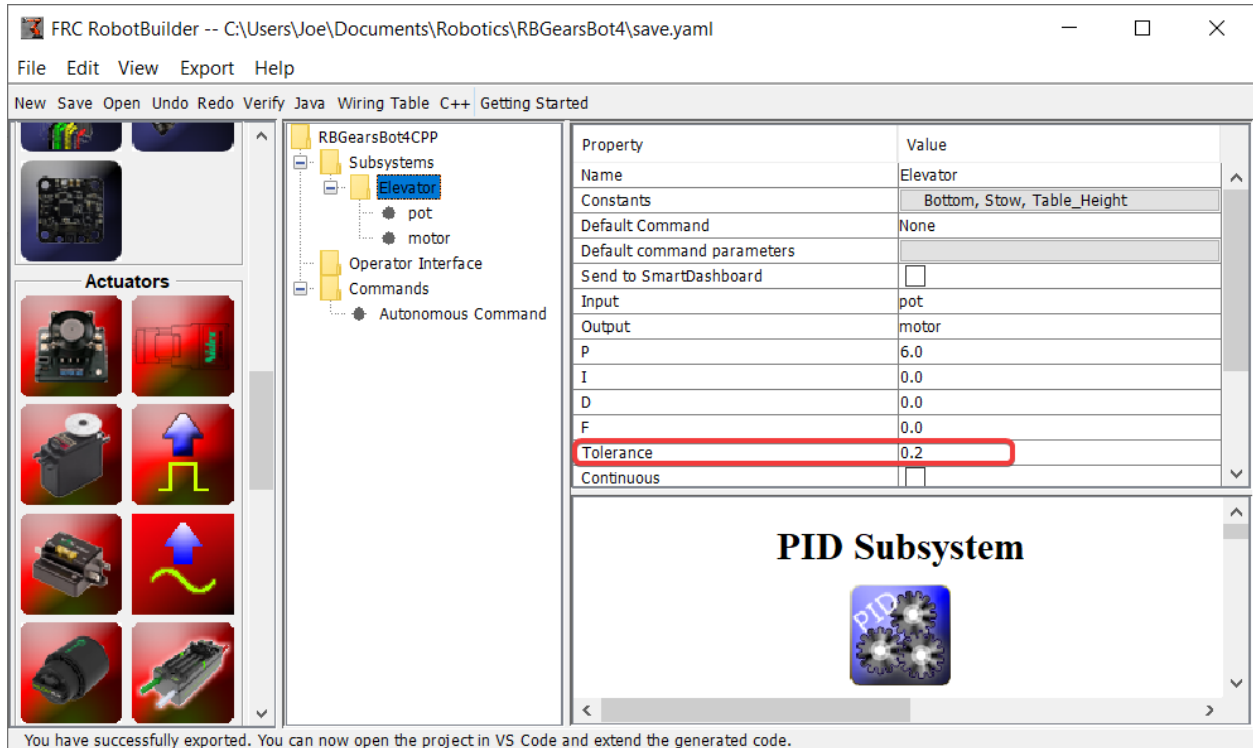 FRC RobotBuilder -- C:\Users\Joe\Documents\Robotics\RBGearsBot4\save.yaml
File Edit View Export Help
New Save Open Undo Redo Verify Java Wiring Table C++ Getting Started
Actuators
RBGearsBot4CPP
Subsystems
Elevator
pot
motor
Operator Interface
Commands
Autonomous Command
Property Value
Name Elevator
Constants Bottom, Stow, Table_Height
Default Command None
Default command parameters
Send to SmartDashboard
Input pot
Output motor
P 6.0
I 0.0
D 0.0
F 0.0
Tolerance 0.2
Continuous
PID Subsystem
PID
You have successfully exported. You can now open the project in VS Code and extend the generated code.